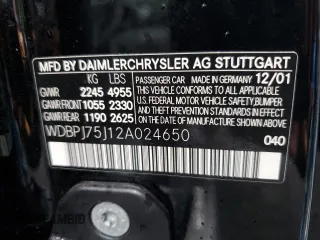 MFD BY DAIMLERCHRYSLER AG STUTTGART
KG LBS PASSENGER CAR MADE IN GERMANY 12/01
GVWR 2245 4955 THIS VEHICLE CONFORMS TO ALL APPLICABLE
GAWR FRONT 1055 2330 U.S. FEDERAL MOTOR VEHICLE SAFETY
GAWR REAR 1190 2625 BUMPER, AND THEFT PREVENTION STANDARDS IN EFFECT ON THE DATE OF MANUFACTURE SHOWN ABOVE
WDBPJ75J12A024650
040